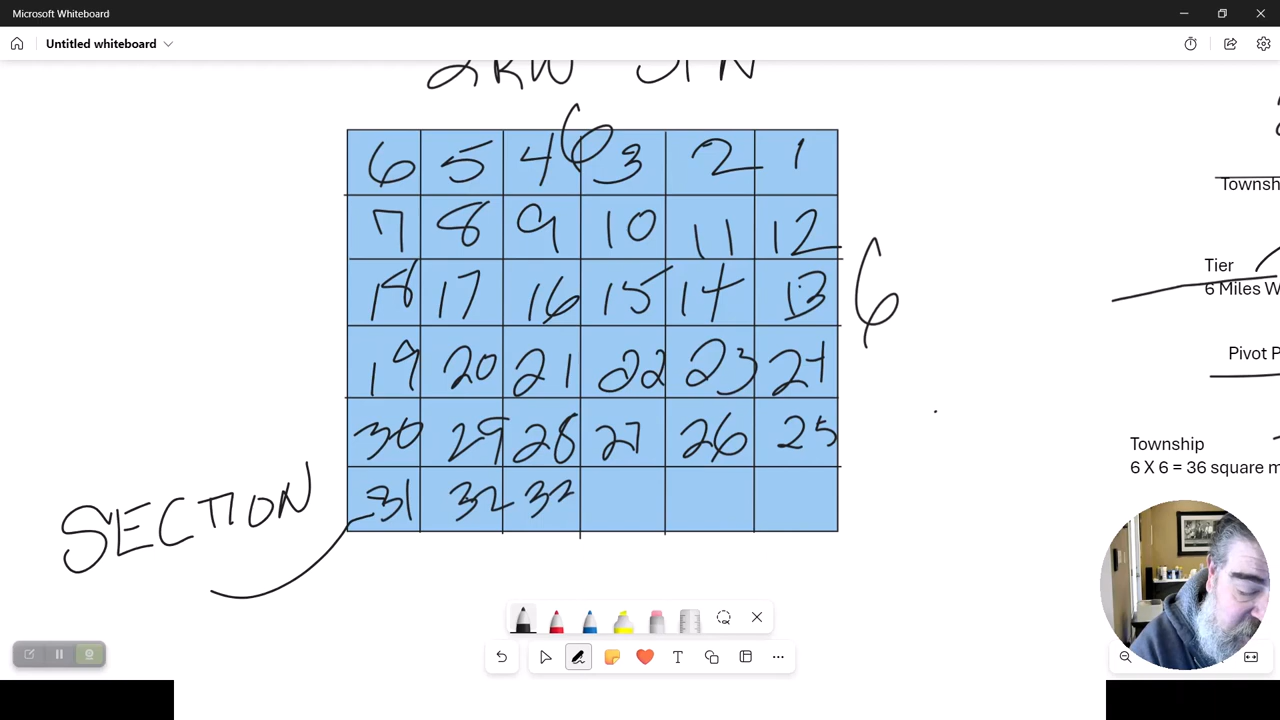 Microsoft Whiteboard
Untitled whiteboard
6 5 4 6 3 2 1
7 8 9 10 11 12
18 17 16 15 14 13
6
19 20 21 22 23 24
30 29 28 27 26 25
31 32 32
SECTION
Townsh
Tier
6 Miles W
Pivot P
Township
6 X 6 = 36 square m